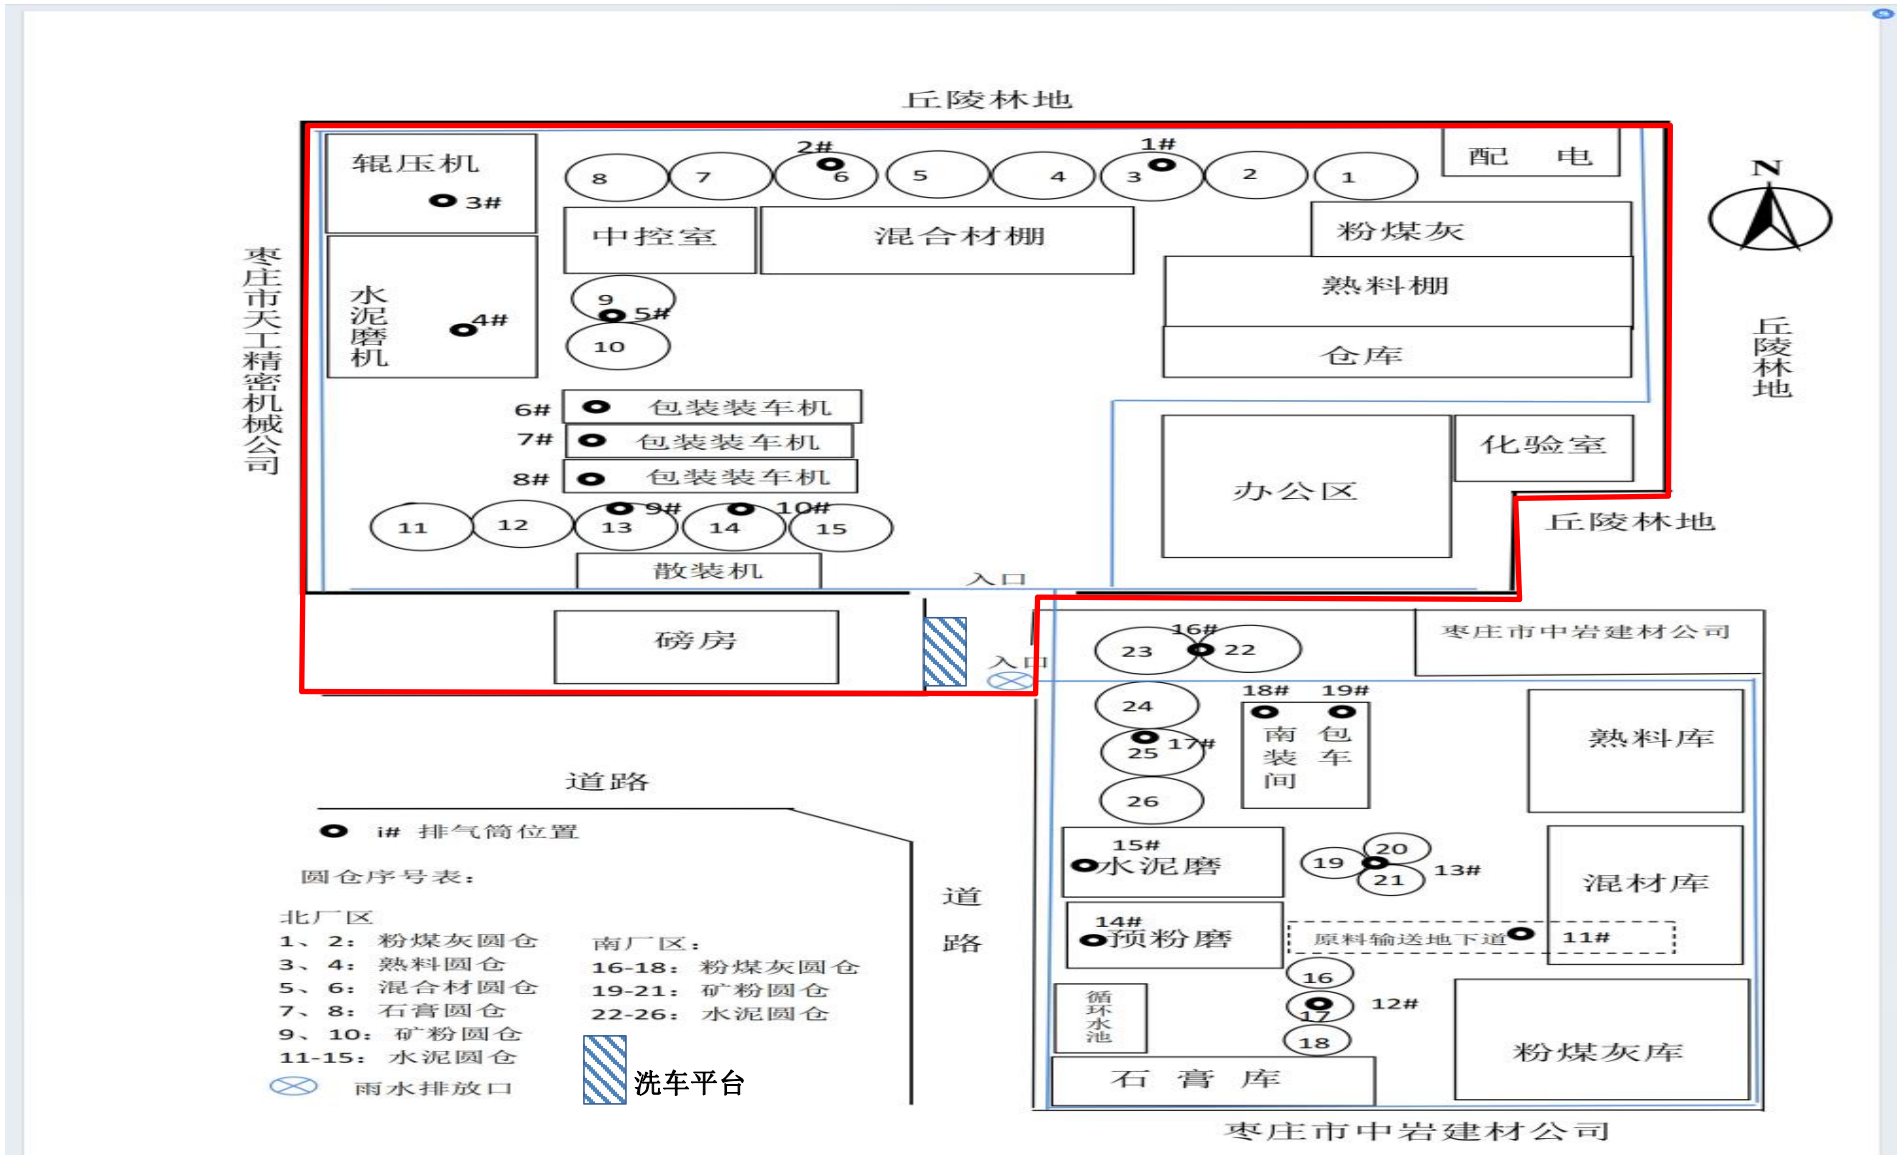 丘陵林地
辊压机
3#
2#
1#
8
7
6
5
4
3
2
1
配 电
N
中控室
混合材棚
粉煤灰
熟料棚
仓库
枣庄市天工精密机械公司
水泥磨机
4#
9
5#
10
丘陵林地
6#
包装装车机
7#
包装装车机
8#
包装装车机
办公区
化验室
丘陵林地
9#
10#
11
12
13
14
15
散装机
入口
磅房
入口
16#
23
22
枣庄市中岩建材公司
24
17#
25
26
18#
19#
南 包
装 车
间
熟料库
道路
15#
水泥磨
19
20
21
13#
混材库
14#
预粉磨
原料输送地下道
11#
道
路
循环水池
16
17
12#
18
粉煤灰库
石 膏 库
枣庄市中岩建材公司
i# 排气筒位置
圆仓序号表：
北厂区
1、2：粉煤灰圆仓
3、4：熟料圆仓
5、6：混合材圆仓
7、8：石膏圆仓
9、10：矿粉圆仓
11-15：水泥圆仓
雨水排放口
南厂区：
16-18：粉煤灰圆仓
19-21：矿粉圆仓
22-26：水泥圆仓
洗车平台